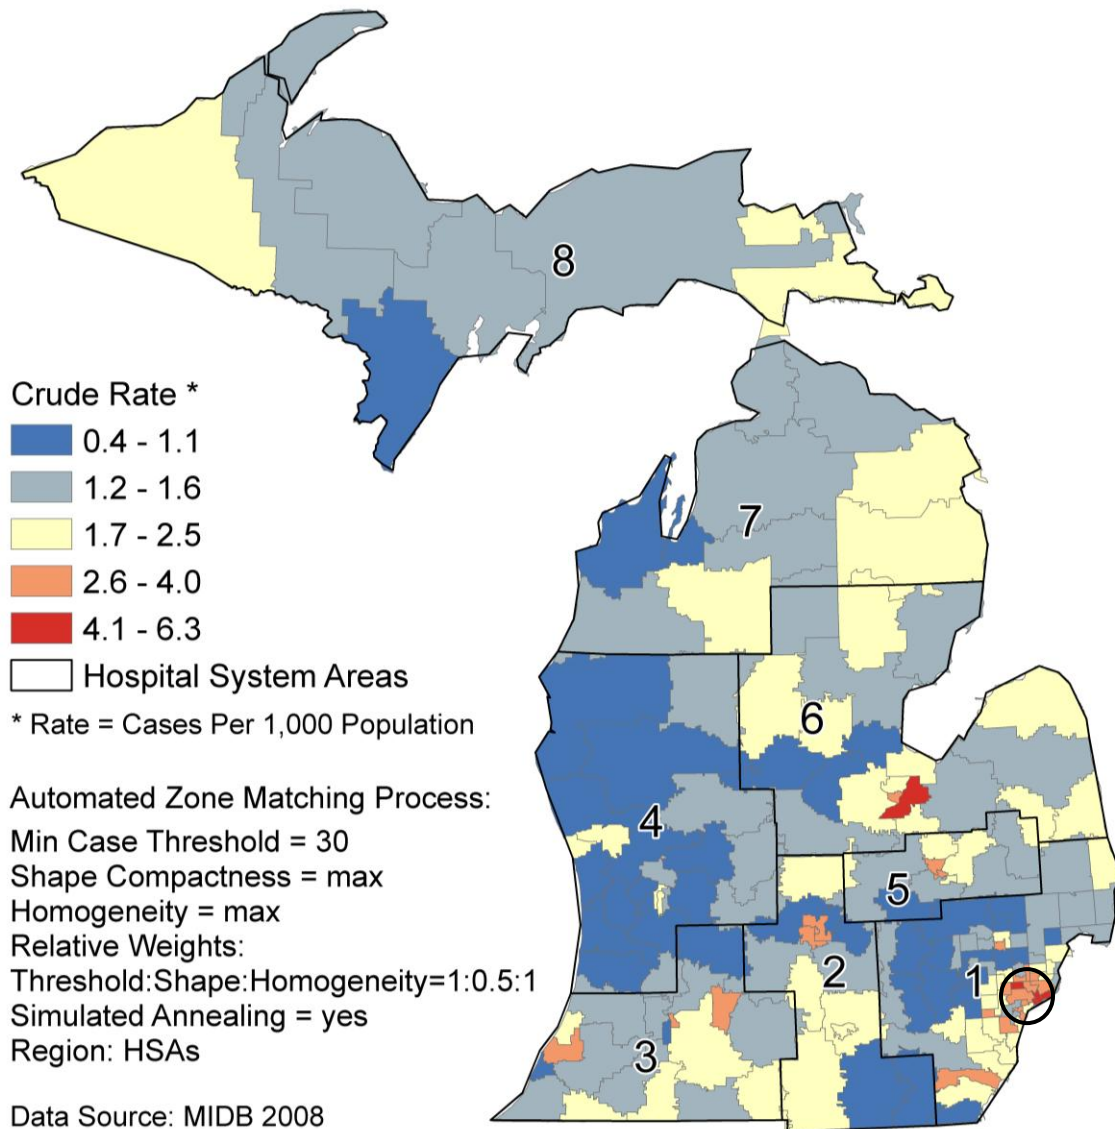 8
Crude Rate *
0.4 - 1.1
1.2 - 1.6
1.7 - 2.5
2.6 - 4.0
4.1 - 6.3
Hospital System Areas
* Rate = Cases Per 1,000 Population
Automated Zone Matching Process:
Min Case Threshold = 30
Shape Compactness = max
Homogeneity = max
Relative Weights:
Threshold:Shape:Homogeneity=1:0.5:1
Simulated Annealing = yes
Region: HSAs
Data Source: MIDB 2008
7
6
4
5
2
1
3